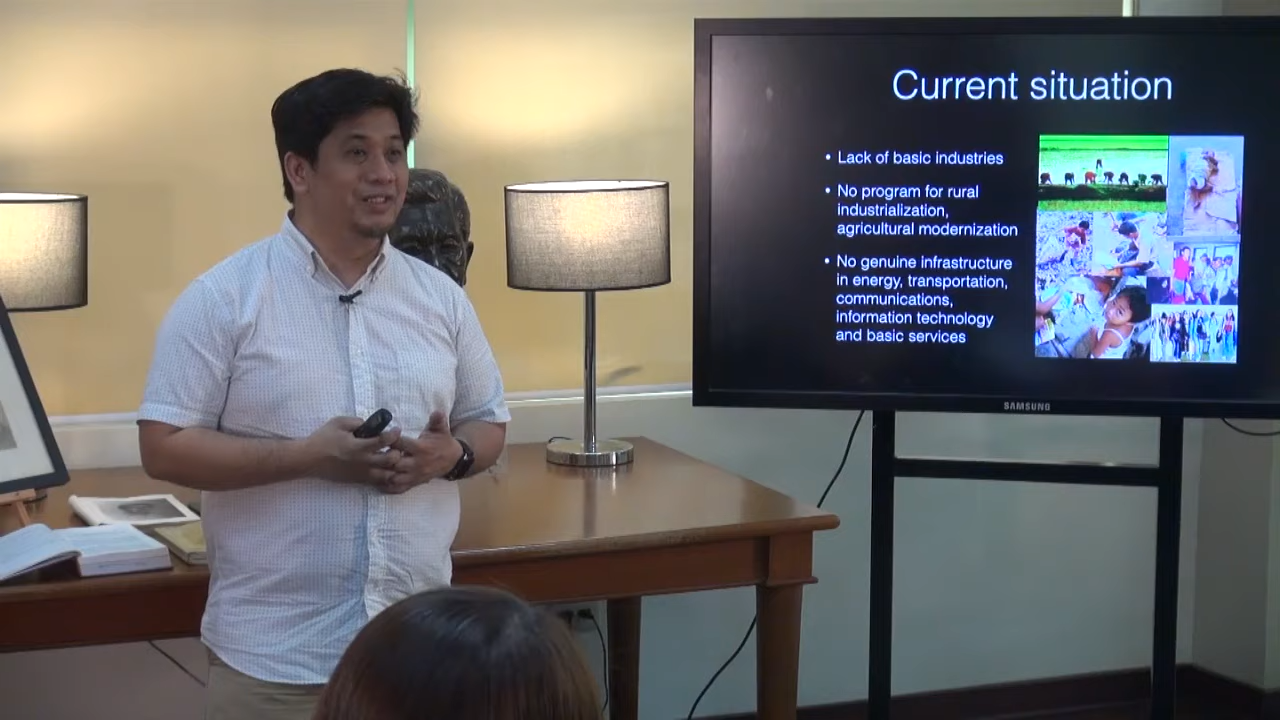 Current situation
• Lack of basic industries
• No program for rural
industrialization,
agricultural modernization
• No genuine infrastructure
in energy, transportation,
communications,
information technology
and basic services
SAMSUNG